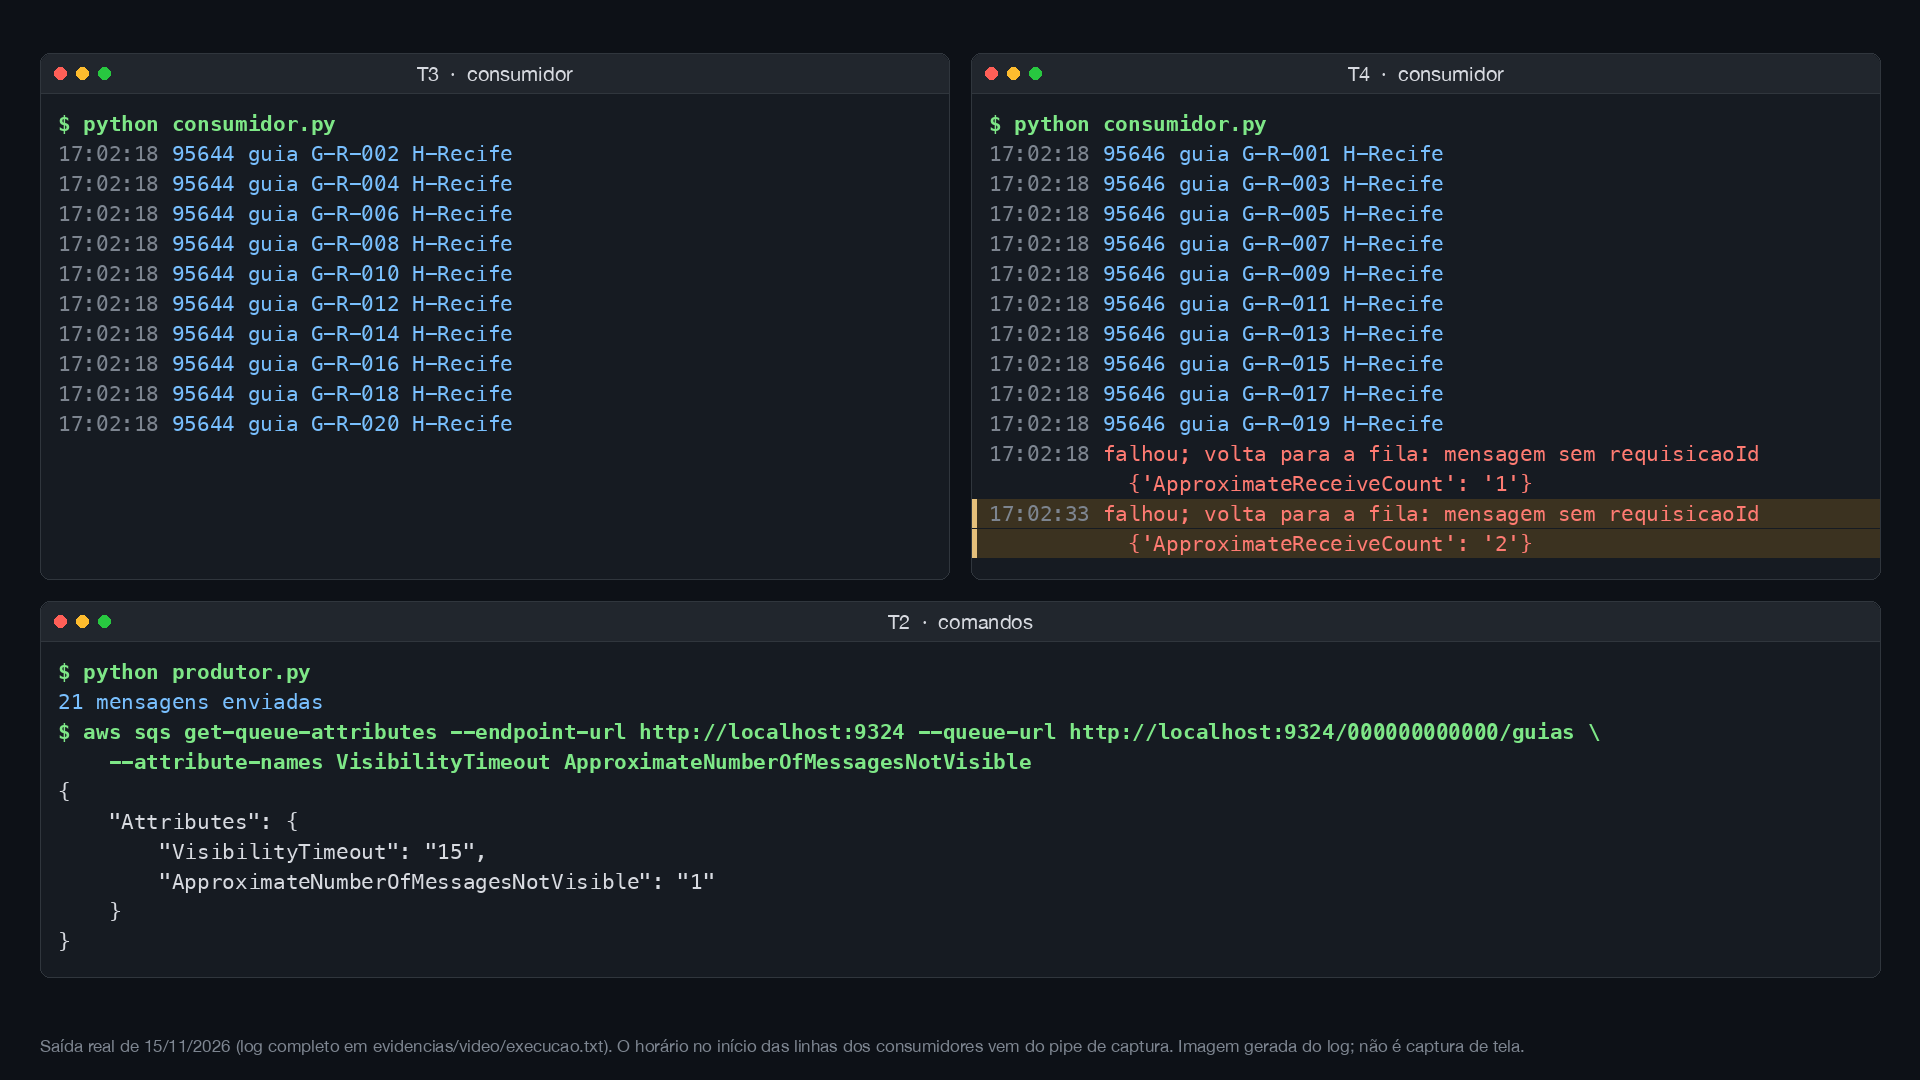 T3 · consumidor
$ python consumidor.py
17:02:18 95644 guia G-R-002 H-Recife
17:02:18 95644 guia G-R-004 H-Recife
17:02:18 95644 guia G-R-006 H-Recife
17:02:18 95644 guia G-R-008 H-Recife
17:02:18 95644 guia G-R-010 H-Recife
17:02:18 95644 guia G-R-012 H-Recife
17:02:18 95644 guia G-R-014 H-Recife
17:02:18 95644 guia G-R-016 H-Recife
17:02:18 95644 guia G-R-018 H-Recife
17:02:18 95644 guia G-R-020 H-Recife
T4 · consumidor
$ python consumidor.py
17:02:18 95646 guia G-R-001 H-Recife
17:02:18 95646 guia G-R-003 H-Recife
17:02:18 95646 guia G-R-005 H-Recife
17:02:18 95646 guia G-R-007 H-Recife
17:02:18 95646 guia G-R-009 H-Recife
17:02:18 95646 guia G-R-011 H-Recife
17:02:18 95646 guia G-R-013 H-Recife
17:02:18 95646 guia G-R-015 H-Recife
17:02:18 95646 guia G-R-017 H-Recife
17:02:18 95646 guia G-R-019 H-Recife
17:02:18 falhou; volta para a fila: mensagem sem requisicaoId
{'ApproximateReceiveCount': '1'}
17:02:33 falhou; volta para a fila: mensagem sem requisicaoId
{'ApproximateReceiveCount': '2'}
T2 · comandos
$ python produtor.py
21 mensagens enviadas
$ aws sqs get-queue-attributes --endpoint-url http://localhost:9324 --queue-url http://localhost:9324/000000000000/guias \
--attribute-names VisibilityTimeout ApproximateNumberOfMessagesNotVisible
{
"Attributes": {
"VisibilityTimeout": "15",
"ApproximateNumberOfMessagesNotVisible": "1"
}
}
Saída real de 15/11/2026 (log completo em evidencias/video/execucao.txt). O horário no início das linhas dos consumidores vem do pipe de captura. Imagem gerada do log; não é captura de tela.